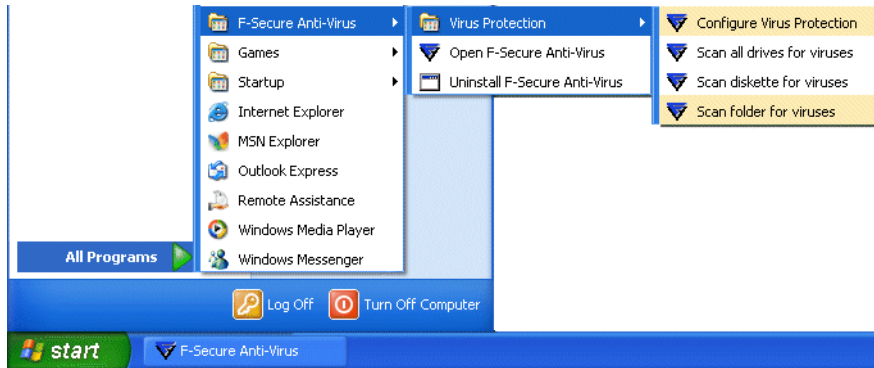 F-Secure Anti-Virus
Games
Startup
Internet Explorer
MSN Explorer
Outlook Express
Remote Assistance
Windows Media Player
Windows Messenger
Virus Protection
Open F-Secure Anti-Virus
Uninstall F-Secure Anti-Virus
Configure Virus Protection
Scan all drives for viruses
Scan diskette for viruses
Scan folder for viruses
All Programs
Log Off
Turn Off Computer
start
F-Secure Anti-Virus